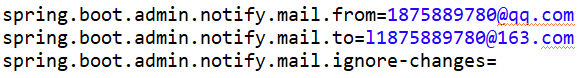 spring.boot.admin.notify.mail.from=1875889780@qq.com
spring.boot.admin.notify.mail.to=l1875889780@163.com
spring.boot.admin.notify.mail.ignore-changes=